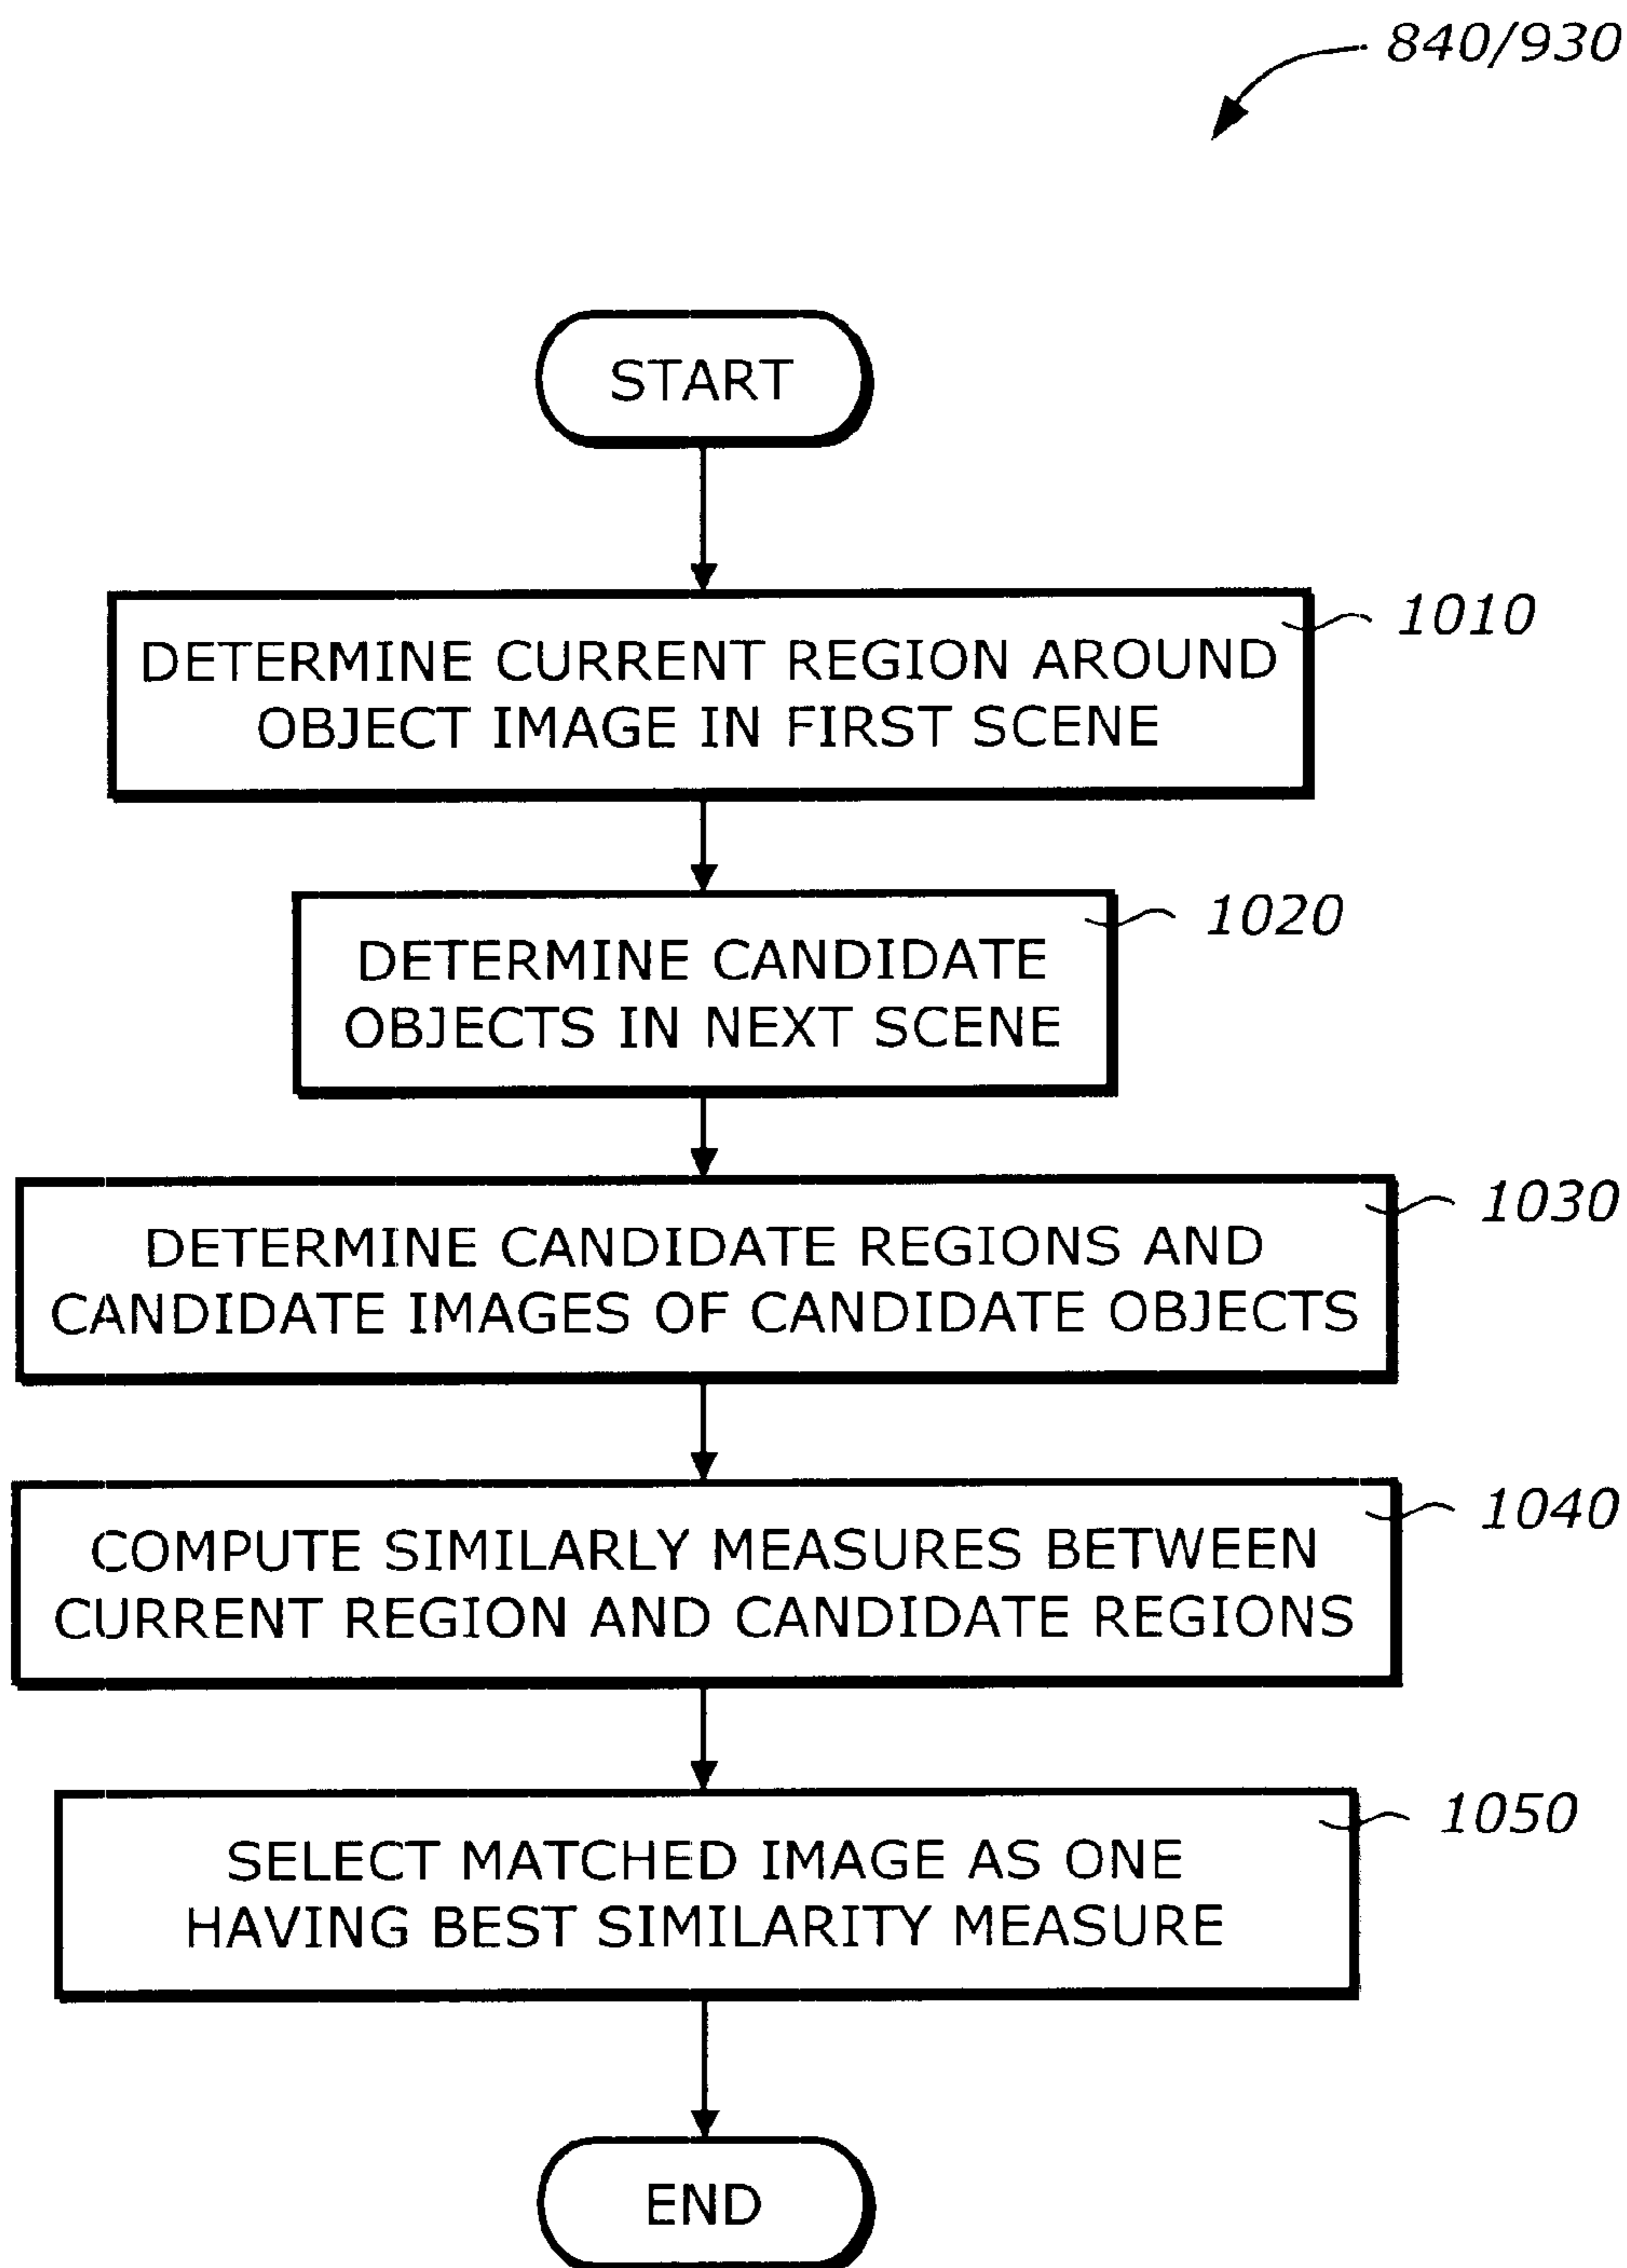 840/930
START
1010
DETERMINE CURRENT REGION AROUND
OBJECT IMAGE IN FIRST SCENE
1020
DETERMINE CANDIDATE
OBJECTS IN NEXT SCENE
1030
DETERMINE CANDIDATE REGIONS AND
CANDIDATE IMAGES OF CANDIDATE OBJECTS
1040
COMPUTE SIMILARLY MEASURES BETWEEN
CURRENT REGION AND CANDIDATE REGIONS
1050
SELECT MATCHED IMAGE AS ONE
HAVING BEST SIMILARITY MEASURE
END